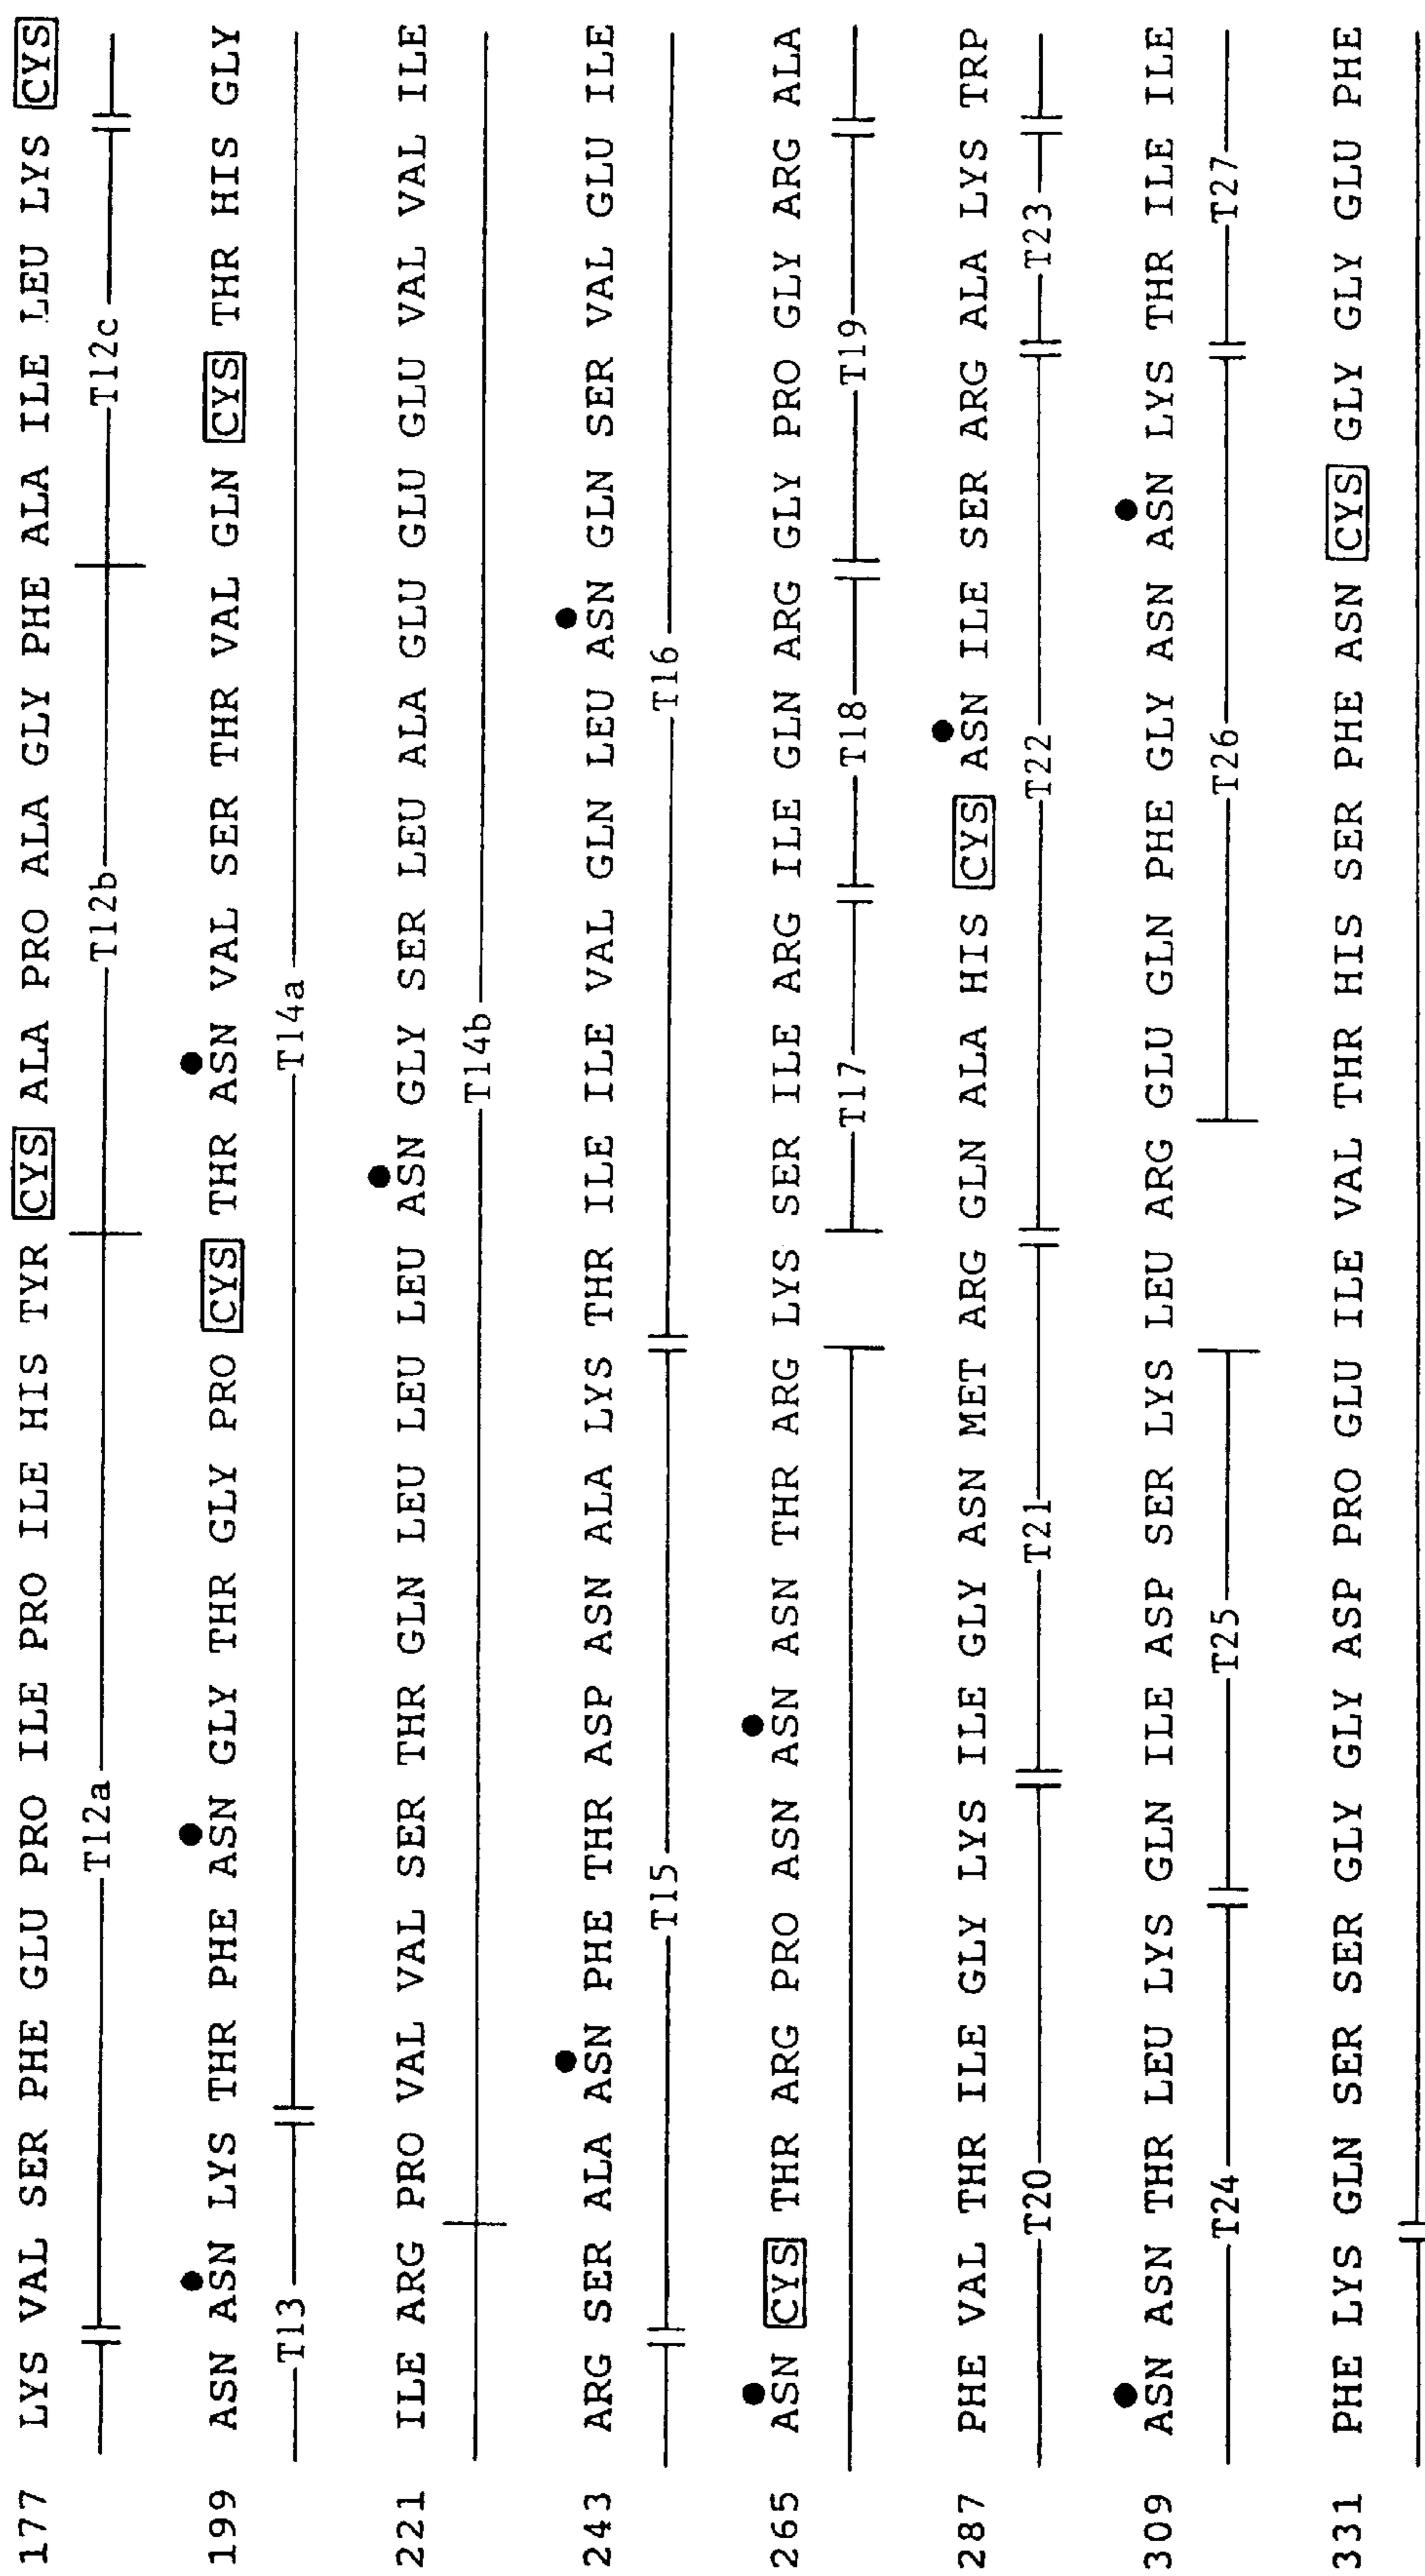 177 LYS VAL SER PHE GLU PRO ILE PRO ILE HIS TYR CYS ALA PRO ALA GLY PHE ALA ILE LEU LYS CYS
T12a T12b T12c
199 ASN ASN LYS THR PHE ASN GLY THR GLY PRO CYS THR ASN VAL SER THR VAL GLN CYS THR HIS GLY
T13 T14a
221 ILE ARG PRO VAL VAL SER THR GLN LEU LEU LEU ASN GLY SER LEU ALA GLU GLU GLU VAL VAL ILE
T14b
243 ARG SER ALA ASN PHE THR ASP ASN ALA LYS THR ILE ILE VAL GLN LEU ASN GLN SER VAL GLU ILE
T15 T16
265 ASN CYS THR ARG PRO ASN ASN ASN THR ARG LYS SER ILE ARG ILE GLN ARG GLY PRO GLY ARG ALA
T17 T18 T19
287 PHE VAL THR ILE GLY LYS ILE GLY ASN MET ARG GLN ALA HIS CYS ASN ILE SER ARG ALA LYS TRP
T20 T21 T22 T23
309 ASN ASN THR LEU LYS GLN ILE ASP SER LYS LEU ARG GLU GLN PHE GLY ASN ASN LYS THR ILE ILE
T24 T25 T26 T27
331 PHE LYS GLN SER SER GLY GLY ASP PRO GLU ILE VAL THR HIS SER PHE ASN CYS GLY GLY GLU PHE